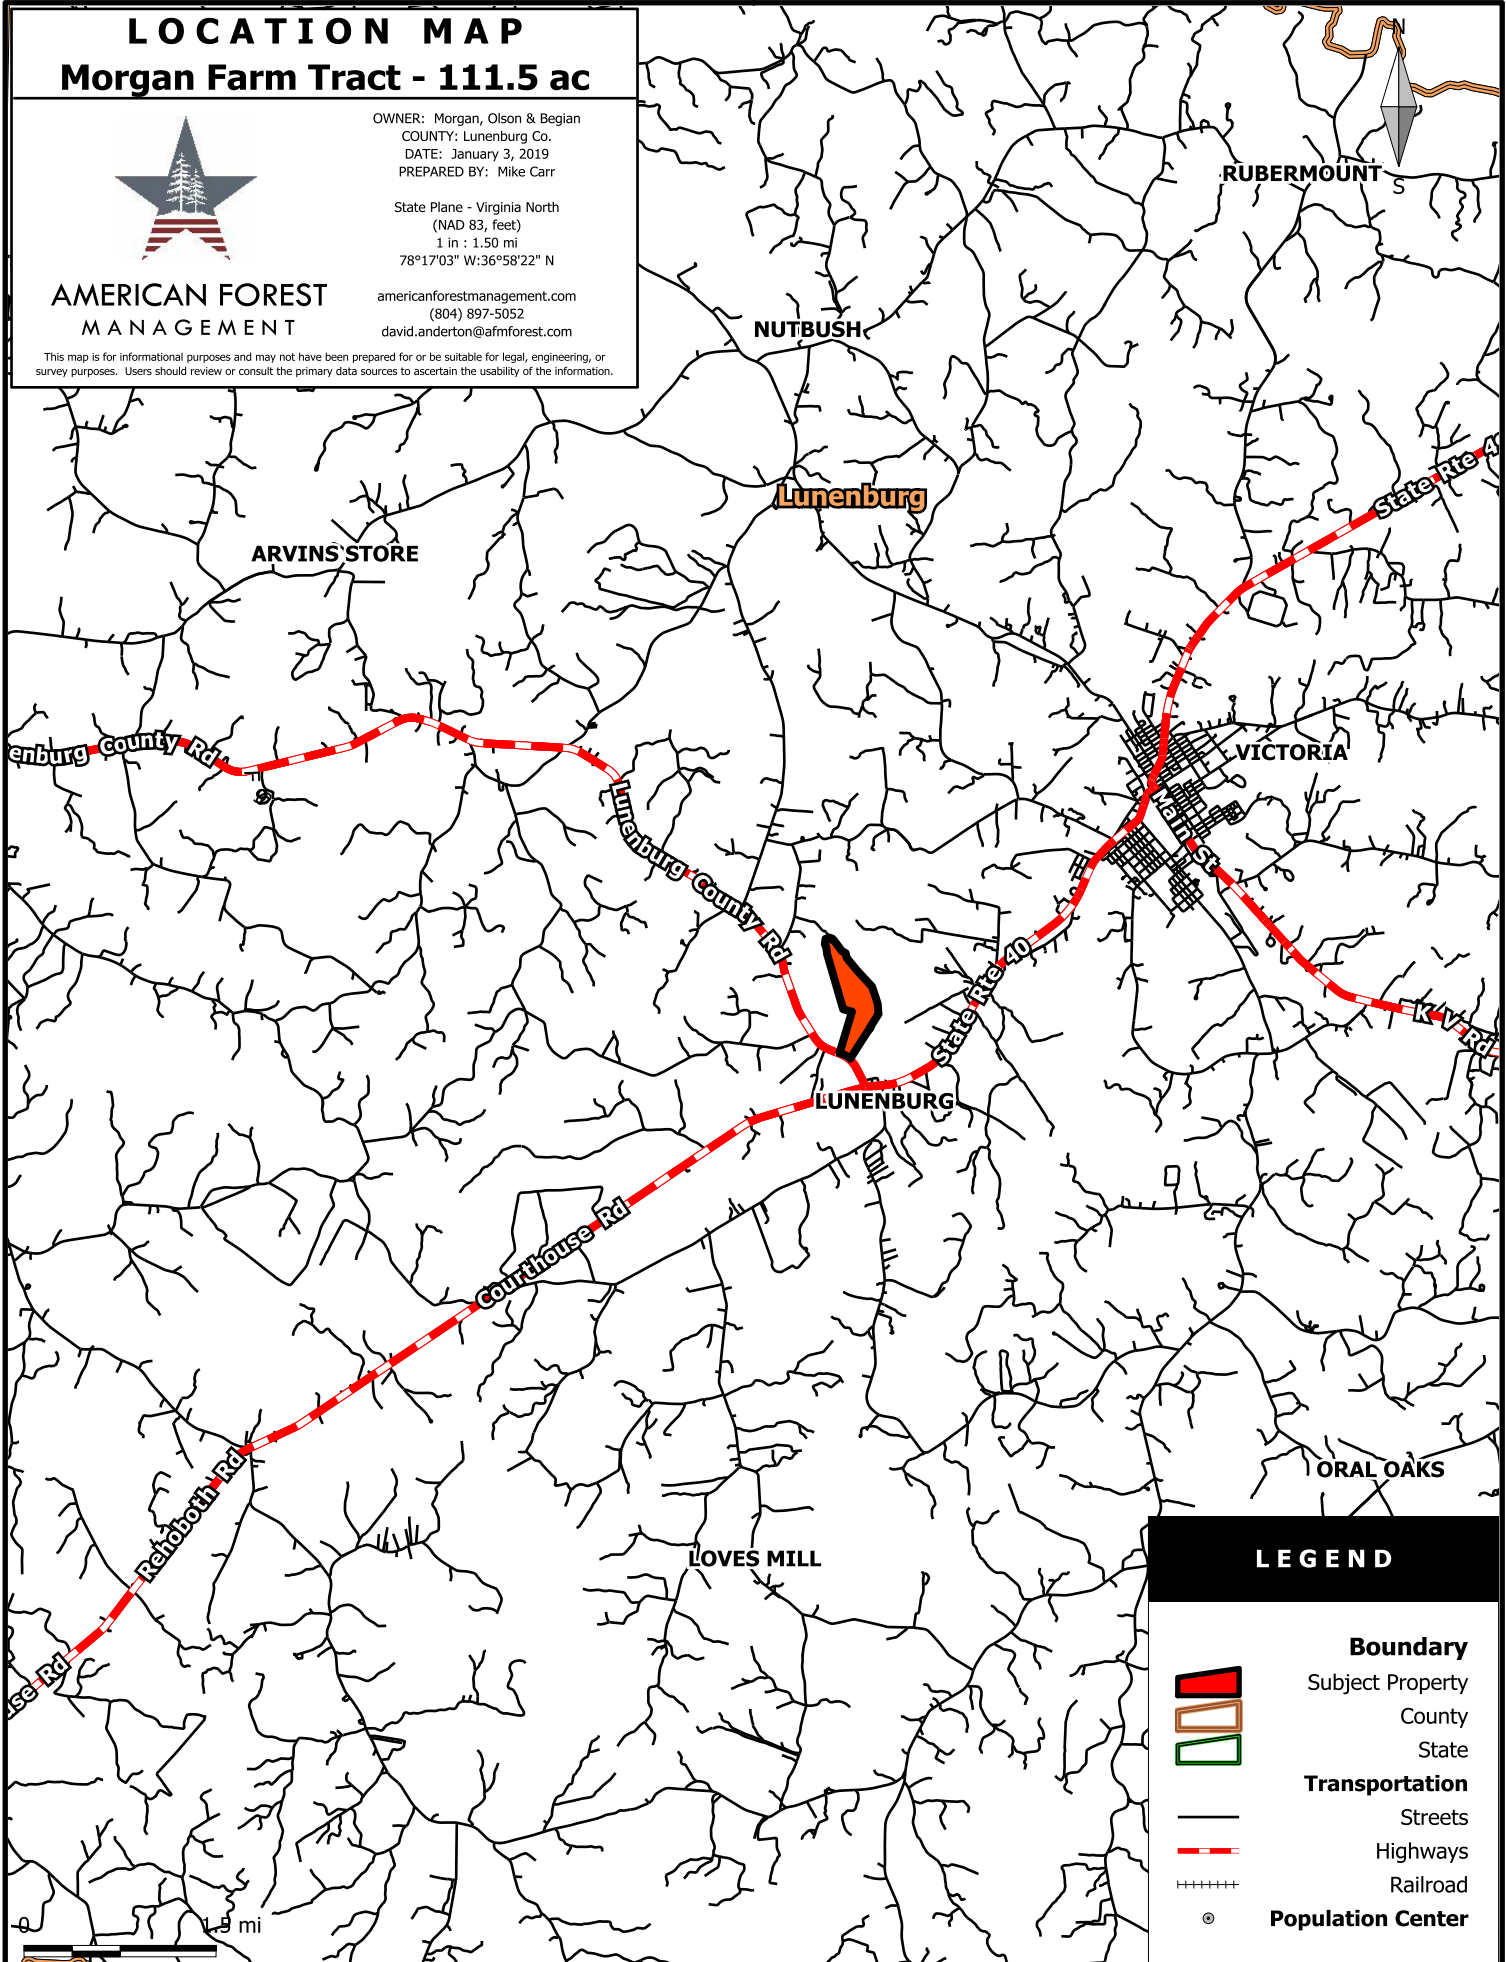 LOCATION MAP
Morgan Farm Tract - 111.5 ac
OWNER: Morgan, Olson & Begian
COUNTY: Lunenburg Co.
DATE: January 3, 2019
PREPARED BY: Mike Carr
State Plane - Virginia North
(NAD 83, feet)
1 in : 1.50 mi
78°17'03" W:36°58'22" N
americanforestmanagement.com
(804) 897-5052
david.anderton@afmforest.com
AMERICAN FOREST
MANAGEMENT
This map is for informational purposes and may not have been prepared for or be suitable for legal, engineering, or
survey purposes. Users should review or consult the primary data sources to ascertain the usability of the information.
N
S
RUBERMOUNT
NUTBUSH
State Rte 4
Lunenburg
ARVINS STORE
enburg County Rd
VICTORIA
Lunenburg County Rd
Main St
State Rte 40
K V Rd
LUNENBURG
Courthouse Rd
Rehoboth Rd
ORAL OAKS
LOVES MILL
use Rd
0 1.5 mi
LEGEND
Boundary
Subject Property
County
State
Transportation
Streets
Highways
Railroad
Population Center